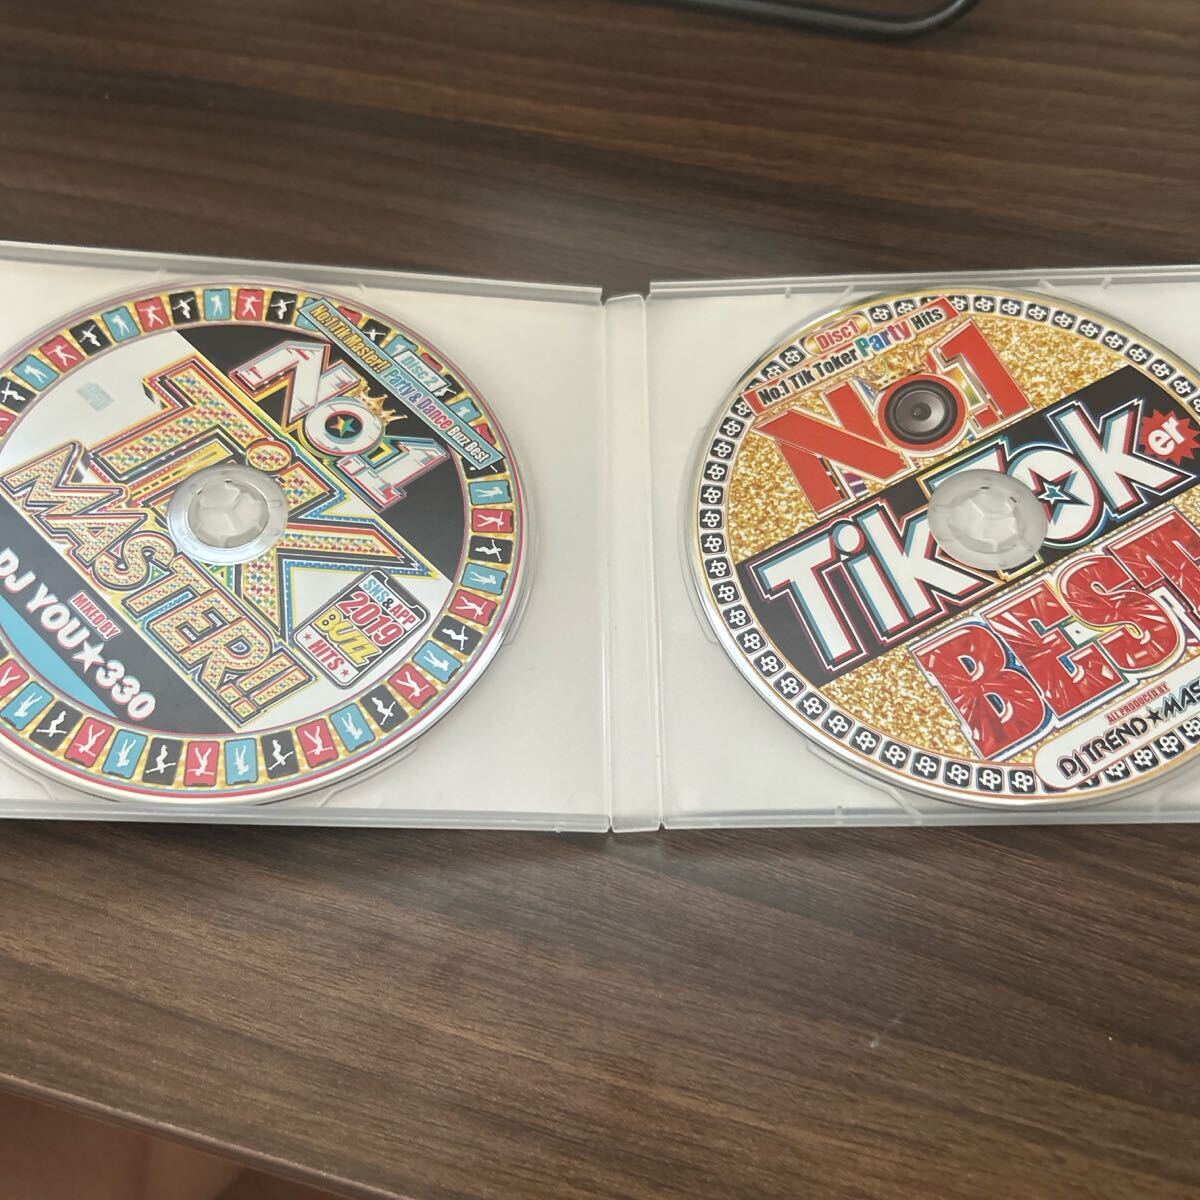 No.1 Tik Master!! Party & Dance Buzz Best
Disc.2
No.1
TiK
MASTER!!
SNS & APP
2019
BUZZ
HITS
MIXED BY
DJ YOU★330
Disc1
No.1 Tik Toker Party Hits
No.1
TikTOKer
BEST
ALL PRODUCED BY
DJ TREND★MAS